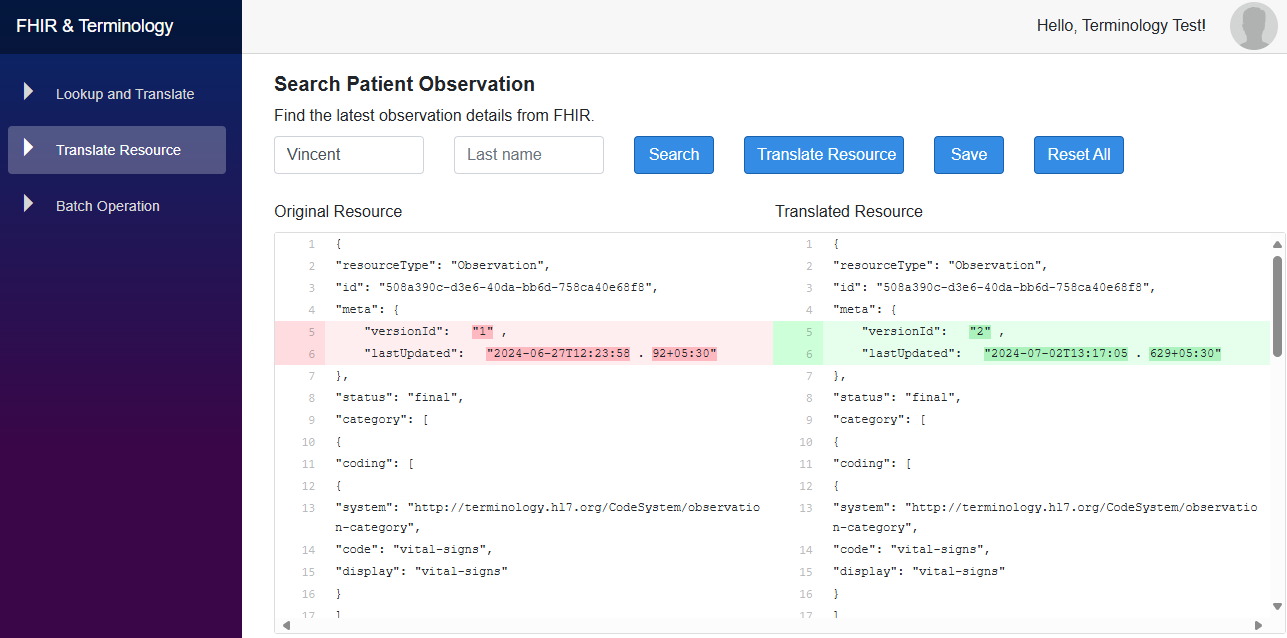 FHIR & Terminology
Hello, Terminology Test!
Lookup and Translate
Translate Resource
Batch Operation
Search Patient Observation
Find the latest observation details from FHIR.
Vincent
Last name
Search
Translate Resource
Save
Reset All
Original Resource
1 {
2 "resourceType": "Observation",
3 "id": "508a390c-d3e6-40da-bb6d-758ca40e68f8",
4 "meta": {
5 "versionId": "1" ,
6 "lastUpdated": "2024-06-27T12:23:58 . 92+05:30"
7 },
8 "status": "final",
9 "category": [
10 {
11 "coding": [
12 {
13 "system": "http://terminology.hl7.org/CodeSystem/observatio
n-category",
14 "code": "vital-signs",
15 "display": "vital-signs"
16 }
17 ]
Translated Resource
1 {
2 "resourceType": "Observation",
3 "id": "508a390c-d3e6-40da-bb6d-758ca40e68f8",
4 "meta": {
5 "versionId": "2" ,
6 "lastUpdated": "2024-07-02T13:17:05 . 629+05:30"
7 },
8 "status": "final",
9 "category": [
10 {
11 "coding": [
12 {
13 "system": "http://terminology.hl7.org/CodeSystem/observatio
n-category",
14 "code": "vital-signs",
15 "display": "vital-signs"
16 }
17 ]